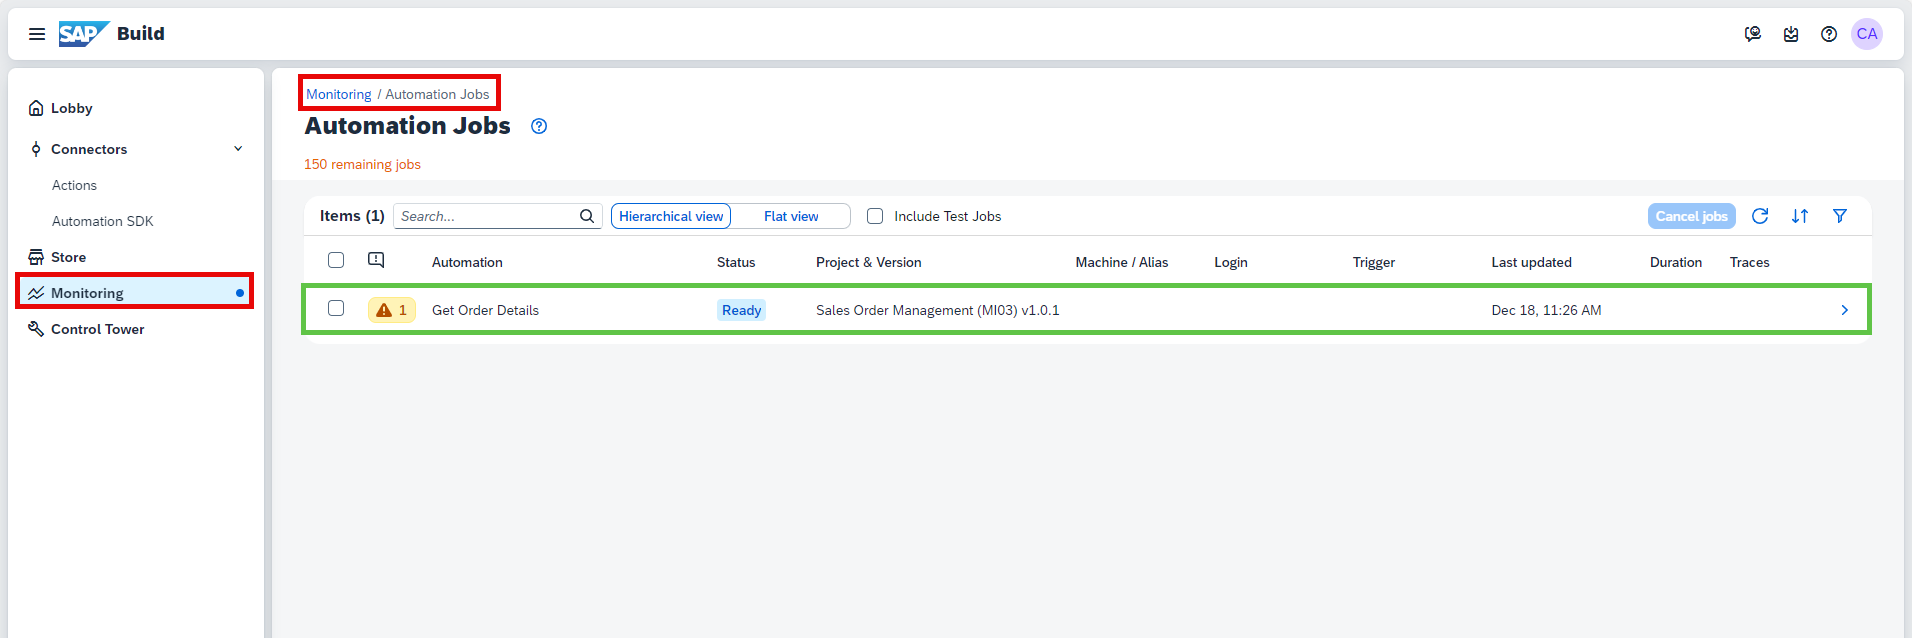 SAP Build
CA
Lobby
Connectors
Actions
Automation SDK
Store
Monitoring
Control Tower
Monitoring / Automation Jobs
Automation Jobs
150 remaining jobs
Items (1) Search... Hierarchical view Flat view Include Test Jobs Cancel jobs
Automation Status Project & Version Machine / Alias Login Trigger Last updated Duration Traces
1 Get Order Details Ready Sales Order Management (MI03) v1.0.1 Dec 18, 11:26 AM